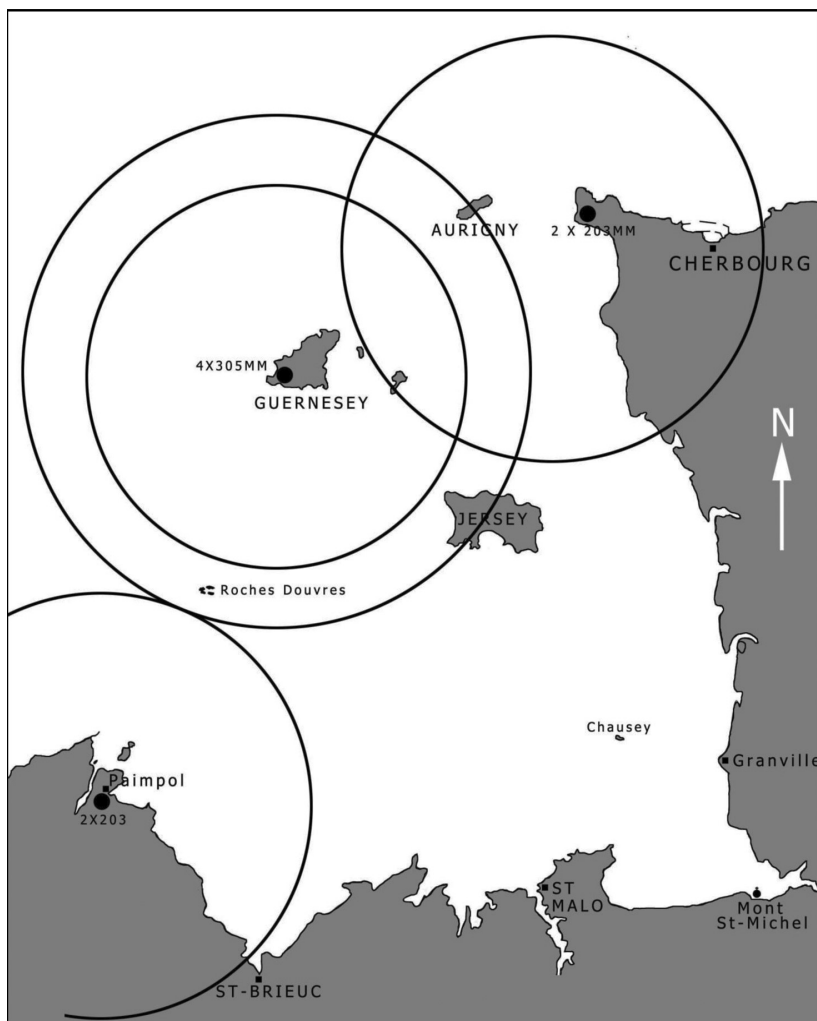 AURIGNY
2 X 203MM
CHERBOURG
4X305MM
GUERNESEY
N
JERSEY
Roches Douvres
Chausey
Granville
Paimpol
2X203
ST
MALO
Mont
St-Michel
ST-BRIEUC